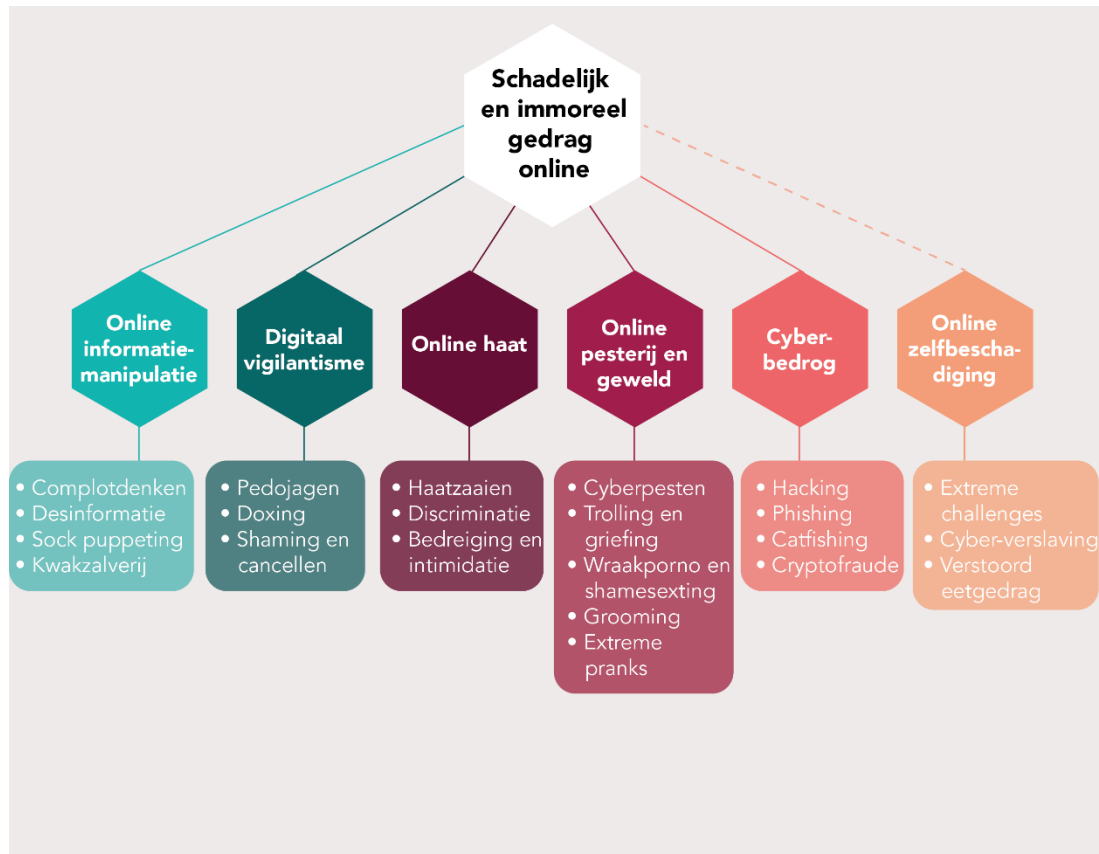 Schadelijk
en immoreel
gedrag
online
Online
informatie-
manipulatie
Digitaal
vigilantisme
Online haat
Online
pesterij en
geweld
Cyber-
bedrog
Online
zelfbescha-
diging
• Complotdenken
• Desinformatie
• Sock puppeting
• Kwakzalverij
• Pedojagen
• Doxing
• Shaming en
cancellen
• Haatzaaien
• Discriminatie
• Bedreiging en
intimidatie
• Cyberpesten
• Trolling en
griefing
• Wraakporno en
shamesexting
• Grooming
• Extreme
pranks
• Hacking
• Phishing
• Catfishing
• Cryptofraude
• Extreme
challenges
• Cyber-verslaving
• Verstoord
eetgedrag